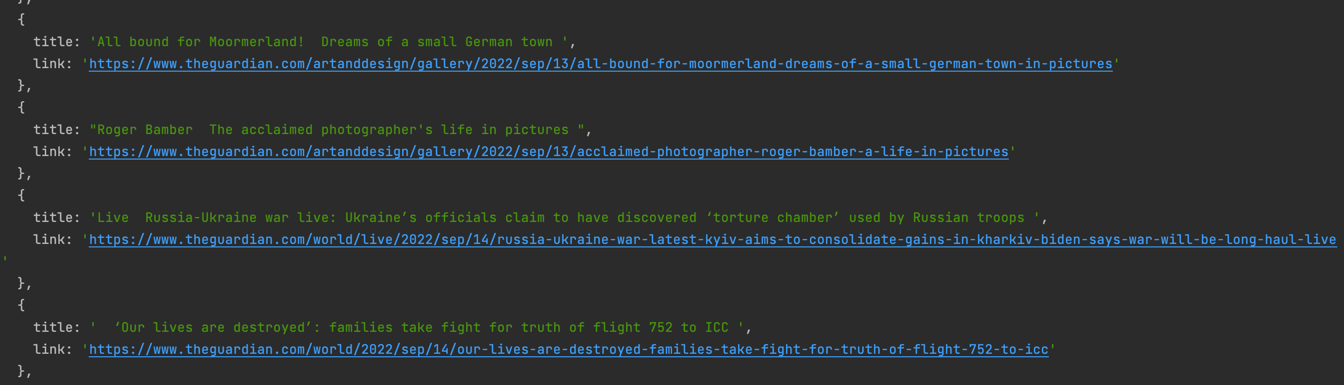 },
{
title: 'All bound for Moormerland!  Dreams of a small German town ',
link: 'https://www.theguardian.com/artanddesign/gallery/2022/sep/13/all-bound-for-moormerland-dreams-of-a-small-german-town-in-pictures'
},
{
title: "Roger Bamber  The acclaimed photographer's life in pictures ",
link: 'https://www.theguardian.com/artanddesign/gallery/2022/sep/13/acclaimed-photographer-roger-bamber-a-life-in-pictures'
},
{
title: 'Live  Russia-Ukraine war live: Ukraine’s officials claim to have discovered ‘torture chamber’ used by Russian troops ',
link: 'https://www.theguardian.com/world/live/2022/sep/14/russia-ukraine-war-latest-kyiv-aims-to-consolidate-gains-in-kharkiv-biden-says-war-will-be-long-haul-live
'
},
{
title: '  ‘Our lives are destroyed’: families take fight for truth of flight 752 to ICC ',
link: 'https://www.theguardian.com/world/2022/sep/14/our-lives-are-destroyed-families-take-fight-for-truth-of-flight-752-to-icc'
},